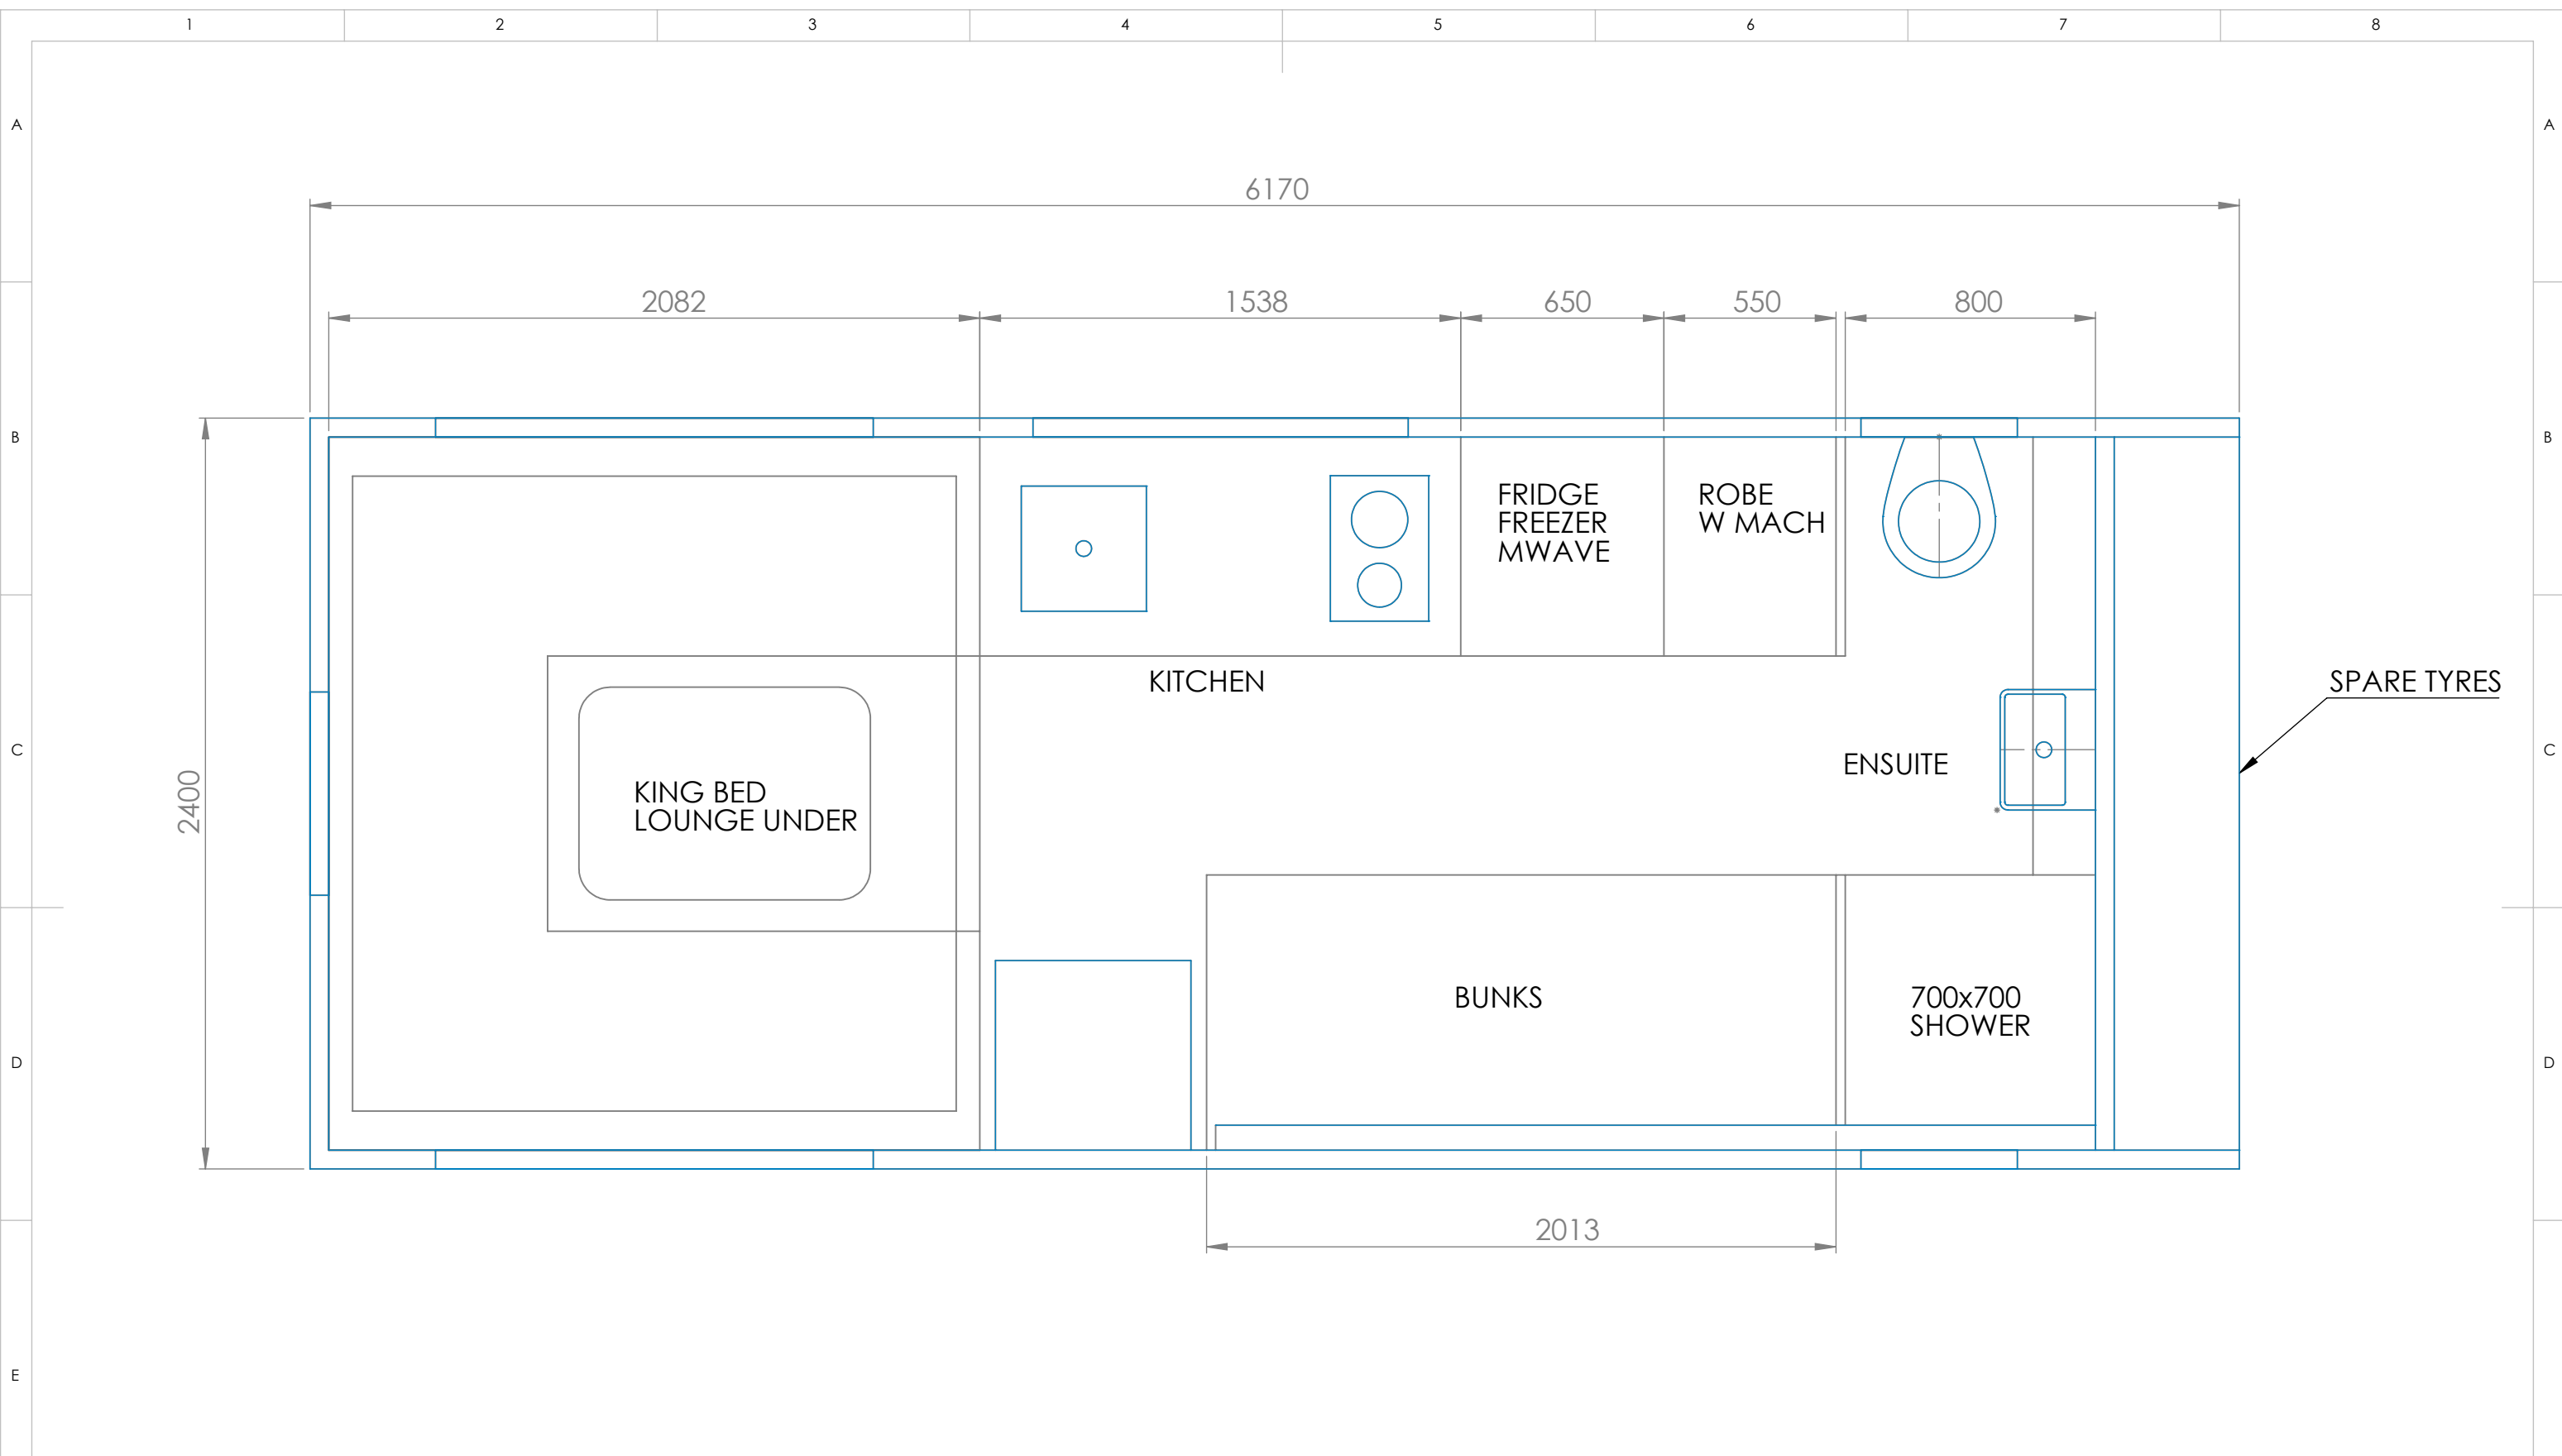 1 2 3 4 5 6 7 8
A A
6170
2082 1538 650 550 800
B B
FRIDGE
FREEZER
MWAVE
ROBE
W MACH
KITCHEN
SPARE TYRES
C C
ENSUITE
2400
KING BED
LOUNGE UNDER
BUNKS
700x700
SHOWER
D D
2013
E